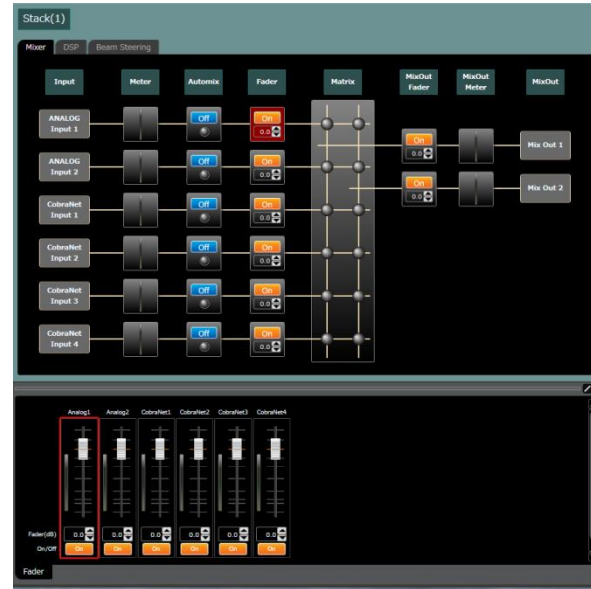 Stack(1)
Mixer DSP Beam Steering
Input Meter Automix Fader Matrix MixOut Fader MixOut Meter MixOut
ANALOG Input 1 Off On 0.0
On 0.0 Mix Out 1
ANALOG Input 2 Off On 0.0
On 0.0 Mix Out 2
CobraNet Input 1 Off On 0.0
CobraNet Input 2 Off On 0.0
CobraNet Input 3 Off On 0.0
CobraNet Input 4 Off On 0.0
Analog1 Analog2 CobraNet1 CobraNet2 CobraNet3 CobraNet4
Fader(dB) 0.0 0.0 0.0 0.0 0.0 0.0
On/Off On On On On On On
Fader